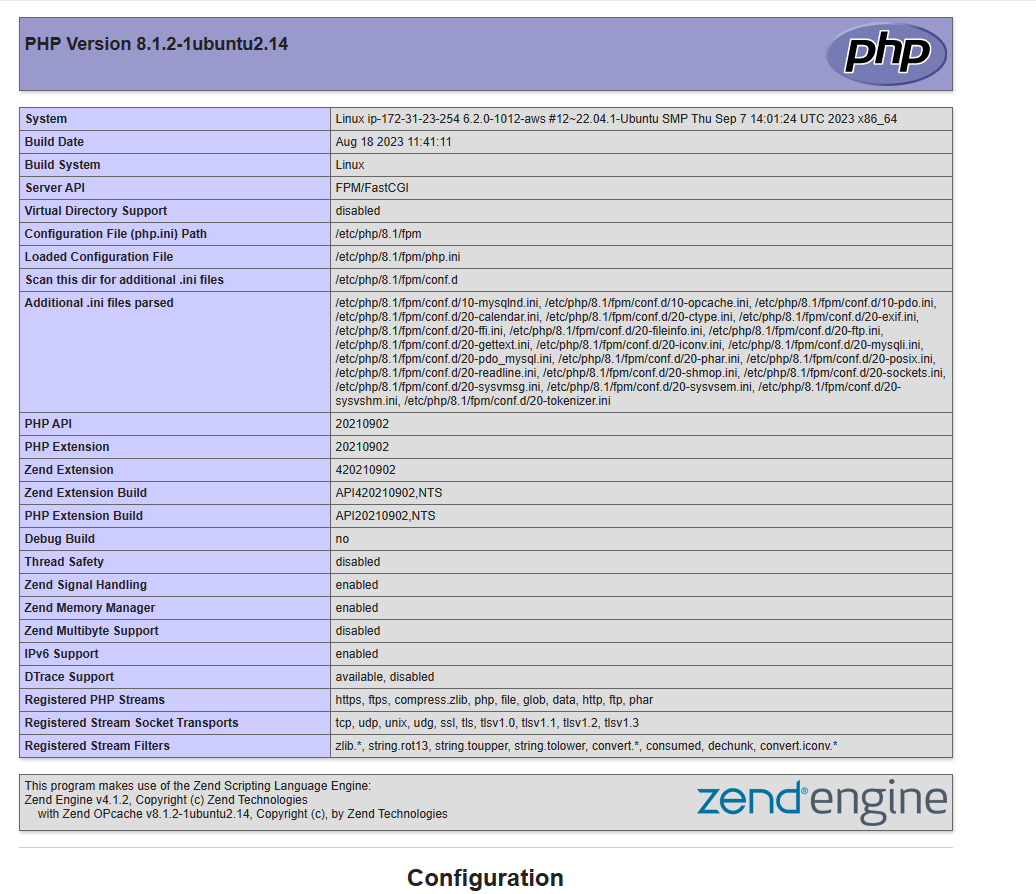 PHP Version 8.1.2-1ubuntu2.14
php
System Linux ip-172-31-23-254 6.2.0-1012-aws #12~22.04.1-Ubuntu SMP Thu Sep 7 14:01:24 UTC 2023 x86_64
Build Date Aug 18 2023 11:41:11
Build System Linux
Server API FPM/FastCGI
Virtual Directory Support disabled
Configuration File (php.ini) Path /etc/php/8.1/fpm
Loaded Configuration File /etc/php/8.1/fpm/php.ini
Scan this dir for additional .ini files /etc/php/8.1/fpm/conf.d
Additional .ini files parsed /etc/php/8.1/fpm/conf.d/10-mysqlnd.ini, /etc/php/8.1/fpm/conf.d/10-opcache.ini, /etc/php/8.1/fpm/conf.d/10-pdo.ini,
/etc/php/8.1/fpm/conf.d/20-calendar.ini, /etc/php/8.1/fpm/conf.d/20-ctype.ini, /etc/php/8.1/fpm/conf.d/20-exif.ini,
/etc/php/8.1/fpm/conf.d/20-ffi.ini, /etc/php/8.1/fpm/conf.d/20-fileinfo.ini, /etc/php/8.1/fpm/conf.d/20-ftp.ini,
/etc/php/8.1/fpm/conf.d/20-gettext.ini, /etc/php/8.1/fpm/conf.d/20-iconv.ini, /etc/php/8.1/fpm/conf.d/20-mysqli.ini,
/etc/php/8.1/fpm/conf.d/20-pdo_mysql.ini, /etc/php/8.1/fpm/conf.d/20-phar.ini, /etc/php/8.1/fpm/conf.d/20-posix.ini,
/etc/php/8.1/fpm/conf.d/20-readline.ini, /etc/php/8.1/fpm/conf.d/20-shmop.ini, /etc/php/8.1/fpm/conf.d/20-sockets.ini,
/etc/php/8.1/fpm/conf.d/20-sysvmsg.ini, /etc/php/8.1/fpm/conf.d/20-sysvsem.ini, /etc/php/8.1/fpm/conf.d/20-
sysvshm.ini, /etc/php/8.1/fpm/conf.d/20-tokenizer.ini
PHP API 20210902
PHP Extension 20210902
Zend Extension 420210902
Zend Extension Build API420210902,NTS
PHP Extension Build API20210902,NTS
Debug Build no
Thread Safety disabled
Zend Signal Handling enabled
Zend Memory Manager enabled
Zend Multibyte Support disabled
IPv6 Support enabled
DTrace Support available, disabled
Registered PHP Streams https, ftps, compress.zlib, php, file, glob, data, http, ftp, phar
Registered Stream Socket Transports tcp, udp, unix, udg, ssl, tls, tlsv1.0, tlsv1.1, tlsv1.2, tlsv1.3
Registered Stream Filters zlib.*, string.rot13, string.toupper, string.tolower, convert.*, consumed, dechunk, convert.iconv.*
This program makes use of the Zend Scripting Language Engine:
Zend Engine v4.1.2, Copyright (c) Zend Technologies
with Zend OPcache v8.1.2-1ubuntu2.14, Copyright (c), by Zend Technologies
zend® engine
Configuration